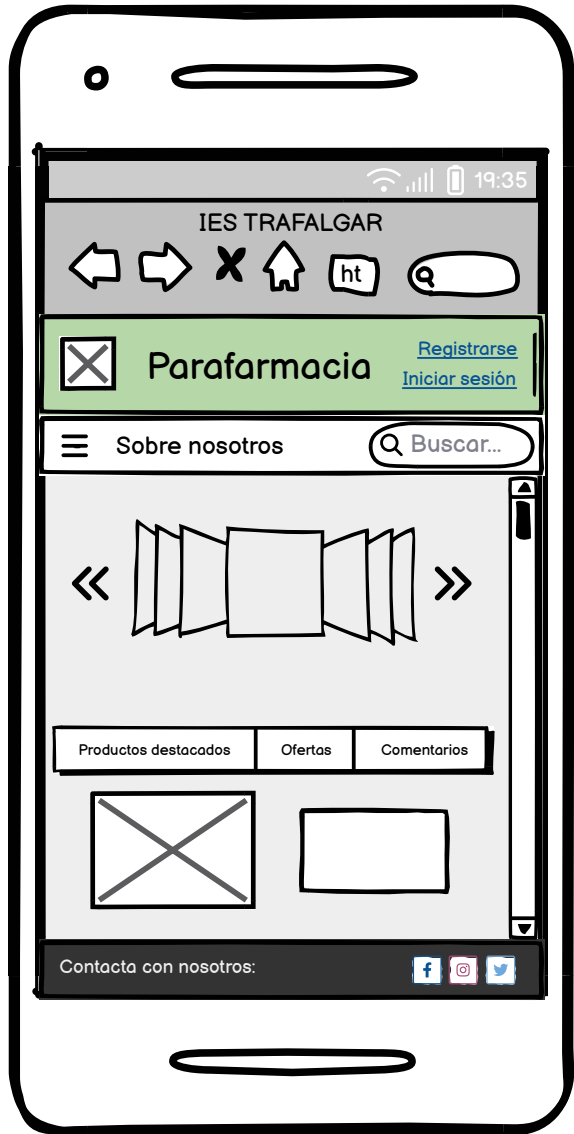 19:35
IES TRAFALGAR
ht
Parafarmacia
Registrarse
Iniciar sesión
Sobre nosotros
Buscar...
Productos destacados
Ofertas
Comentarios
Contacta con nosotros: